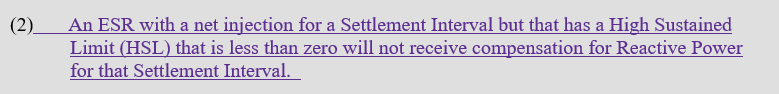 (2) An ESR with a net injection for a Settlement Interval but that has a High Sustained
Limit (HSL) that is less than zero will not receive compensation for Reactive Power
for that Settlement Interval.